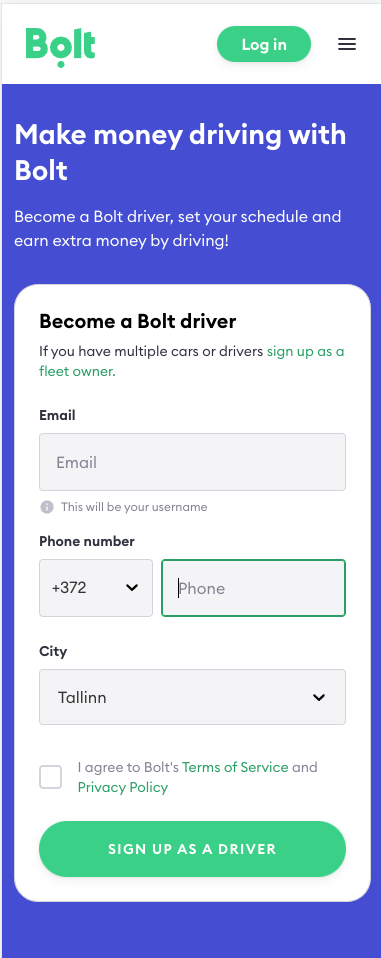 Bolt
Log in
Make money driving with
Bolt
Become a Bolt driver, set your schedule and
earn extra money by driving!
Become a Bolt driver
If you have multiple cars or drivers sign up as a
fleet owner.
Email
Email
This will be your username
Phone number
+372
Phone
City
Tallinn
I agree to Bolt's Terms of Service and
Privacy Policy
SIGN UP AS A DRIVER